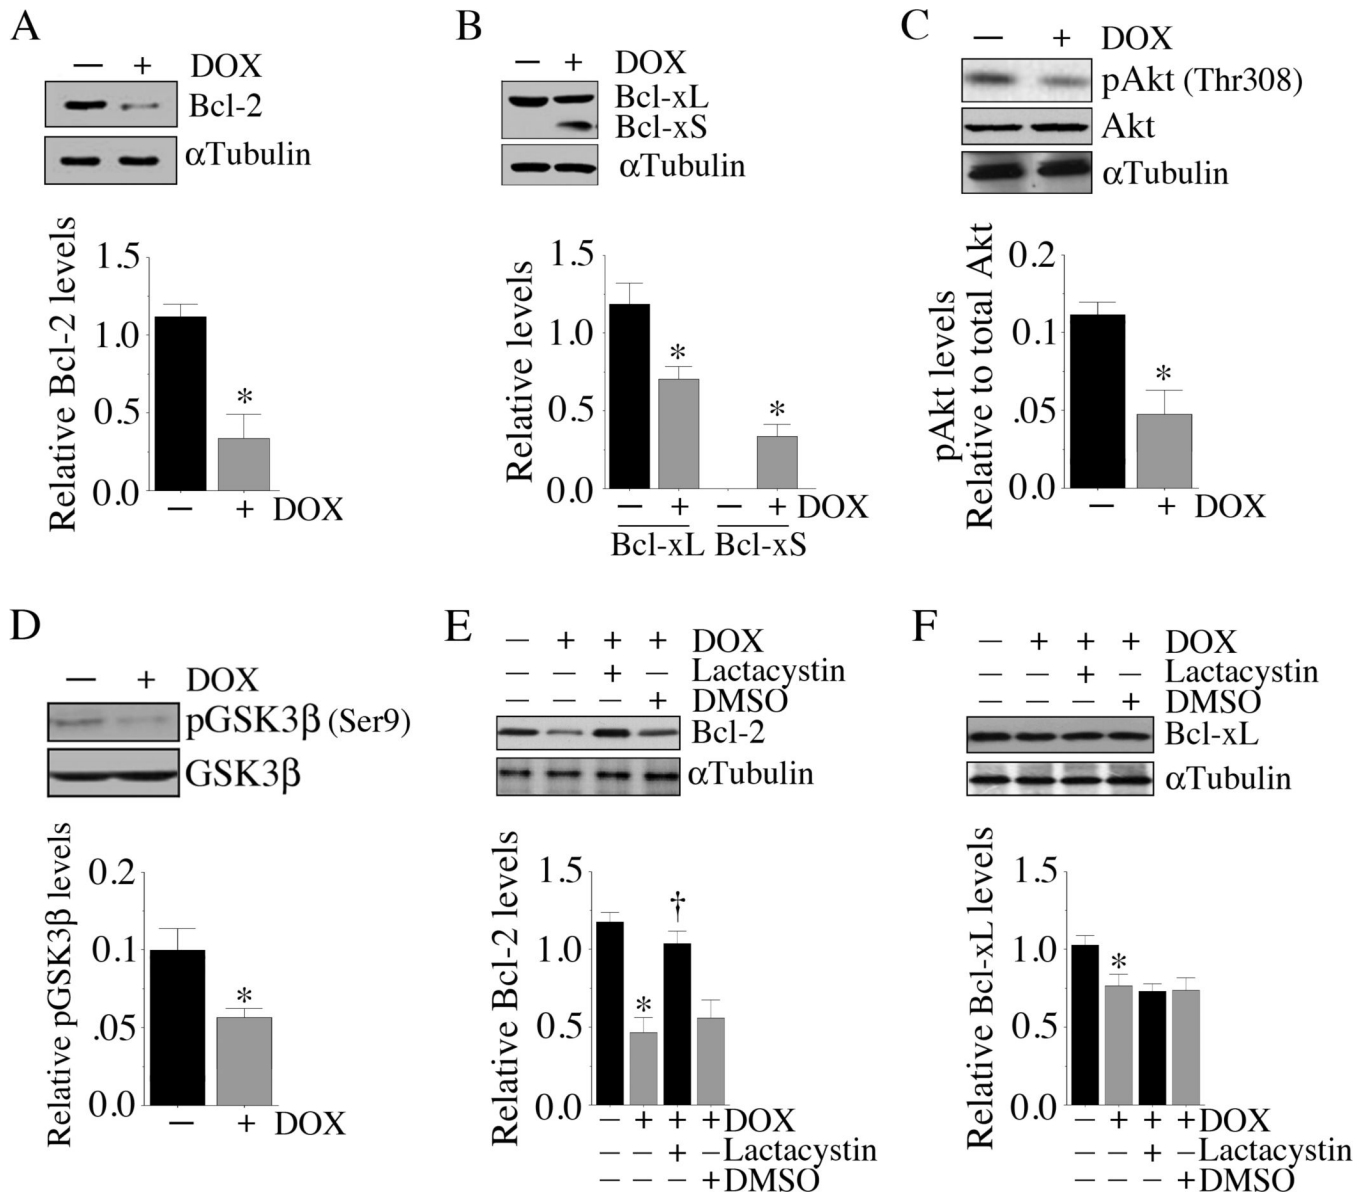 A
— + DOX
Bcl-2
αTubulin
Relative Bcl-2 levels
1.5
1.0
0.5
0.0
*
— + DOX
B
— + DOX
Bcl-xL
Bcl-xS
αTubulin
Relative levels
1.5
1.0
0.5
0.0
*
*
— + — + DOX
Bcl-xL Bcl-xS
C
— + DOX
pAkt (Thr308)
Akt
αTubulin
pAkt levels
Relative to total Akt
0.2
0.1
.05
0.0
*
— + DOX
D
— + DOX
pGSK3β (Ser9)
GSK3β
Relative pGSK3β levels
0.2
0.1
.05
0.0
*
— + DOX
E
— + + + DOX
— — + — Lactacystin
— — — + DMSO
Bcl-2
αTubulin
Relative Bcl-2 levels
1.5
1.0
0.5
0.0
*
†
— + + + DOX
— — + — Lactacystin
— — — + DMSO
F
— + + + DOX
— — + — Lactacystin
— — — + DMSO
Bcl-xL
αTubulin
Relative Bcl-xL levels
1.5
1.0
0.5
0.0
*
— + + + DOX
— — + — Lactacystin
— — — + DMSO